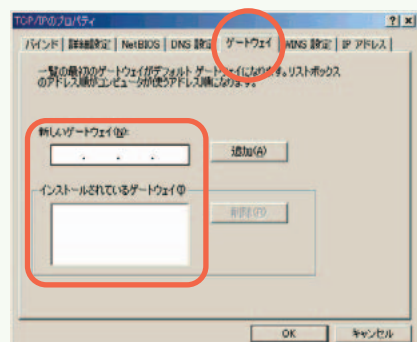 TCP/IPのプロパティ
バインド 詳細設定 NetBIOS DNS 設定 ゲートウェイ WINS 設定 IP アドレス
一覧の最初のゲートウェイがデフォルト ゲートウェイになります。リストボックス
のアドレス順がコンピュータが使うアドレス順になります。
新しいゲートウェイ(N):
. . .
追加(A)
インストールされているゲートウェイ(I)
削除(R)
OK キャンセル